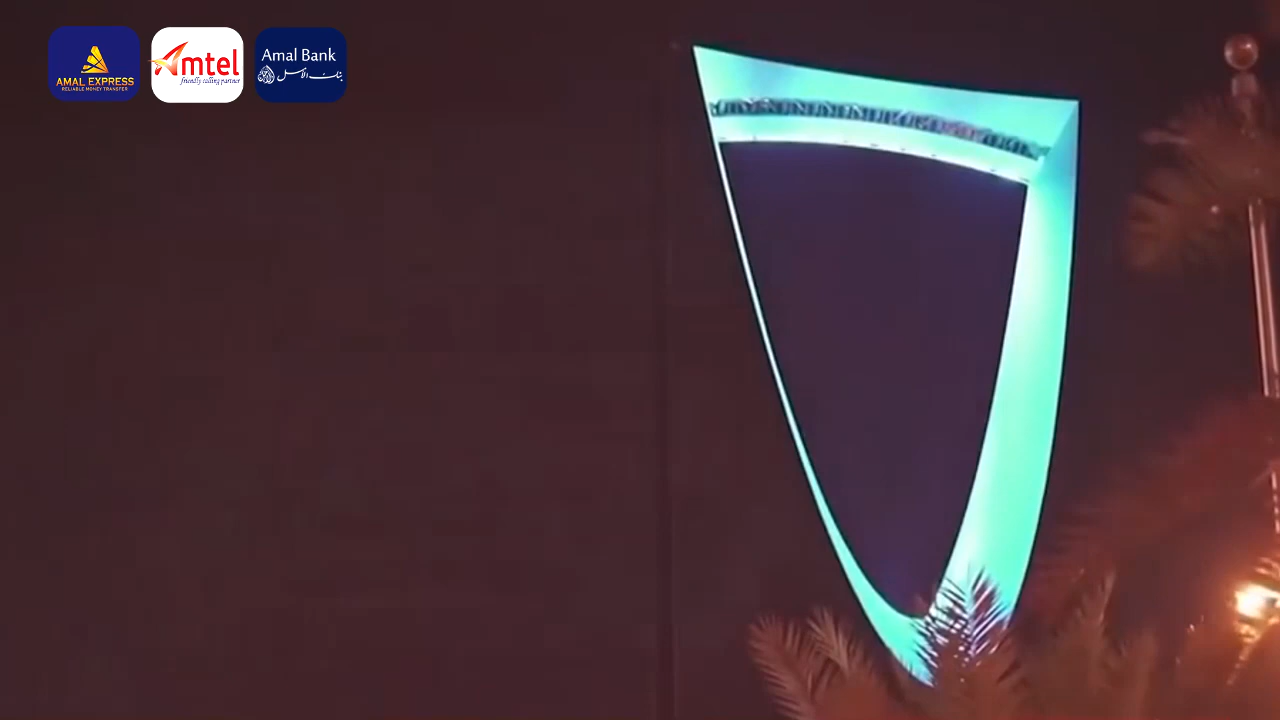 AMAL EXPRESS
RELIABLE MONEY TRANSFER
Amtel
friendly calling partner
Amal Bank
بنك الأمل